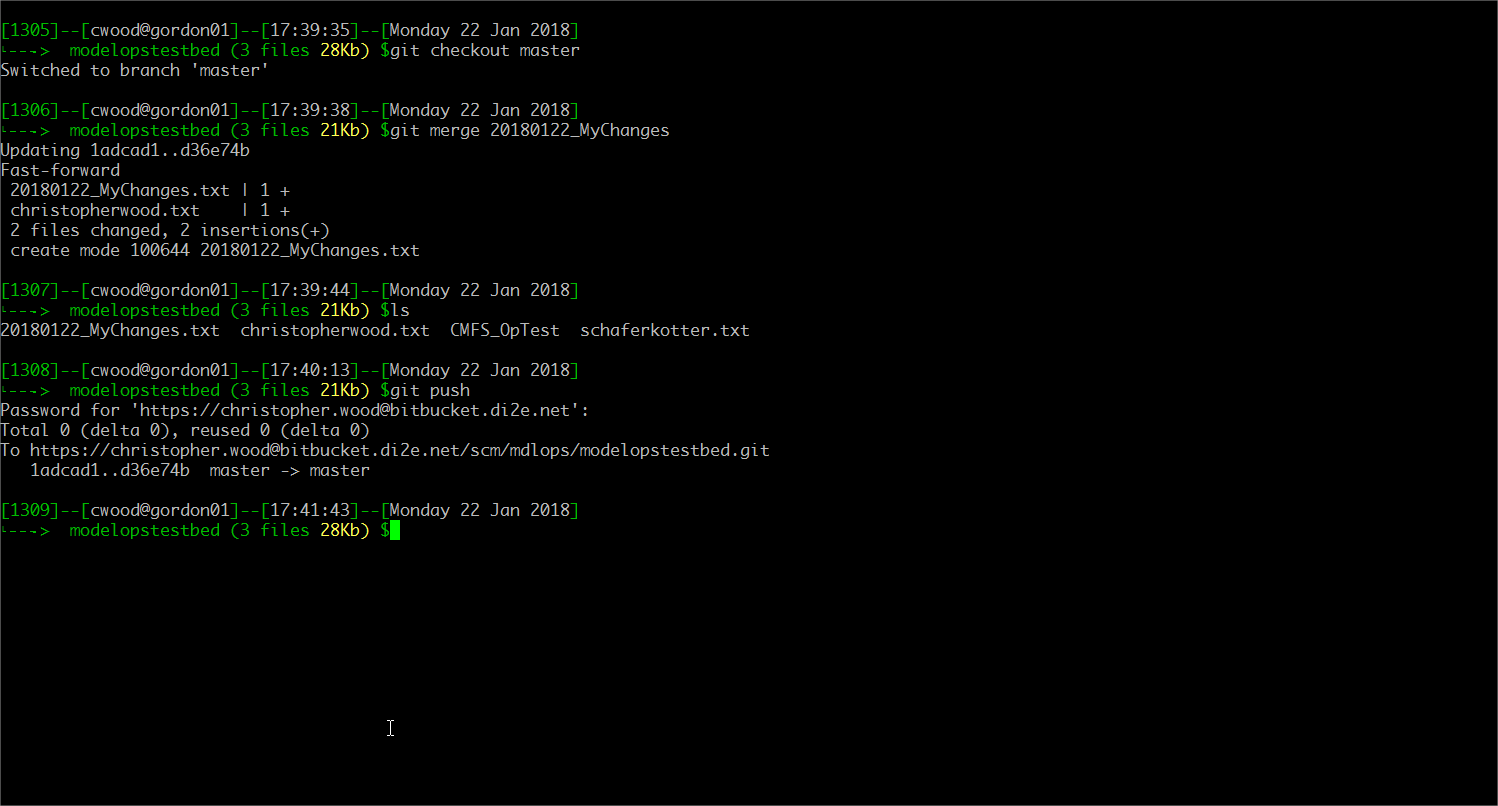 [1305]--[cwood@gordon01]--[17:39:35]--[Monday 22 Jan 2018]
└---->  modelopstestbed (3 files 28Kb) $git checkout master
Switched to branch 'master'

[1306]--[cwood@gordon01]--[17:39:38]--[Monday 22 Jan 2018]
└---->  modelopstestbed (3 files 21Kb) $git merge 20180122_MyChanges
Updating 1adcad1..d36e74b
Fast-forward
 20180122_MyChanges.txt | 1 +
 christopherwood.txt    | 1 +
 2 files changed, 2 insertions(+)
 create mode 100644 20180122_MyChanges.txt

[1307]--[cwood@gordon01]--[17:39:44]--[Monday 22 Jan 2018]
└---->  modelopstestbed (3 files 21Kb) $ls
20180122_MyChanges.txt  christopherwood.txt  CMFS_OpTest  schaferkotter.txt

[1308]--[cwood@gordon01]--[17:40:13]--[Monday 22 Jan 2018]
└---->  modelopstestbed (3 files 21Kb) $git push
Password for 'https://christopher.wood@bitbucket.di2e.net':
Total 0 (delta 0), reused 0 (delta 0)
To https://christopher.wood@bitbucket.di2e.net/scm/mdlops/modelopstestbed.git
   1adcad1..d36e74b  master -> master

[1309]--[cwood@gordon01]--[17:41:43]--[Monday 22 Jan 2018]
└---->  modelopstestbed (3 files 28Kb) $